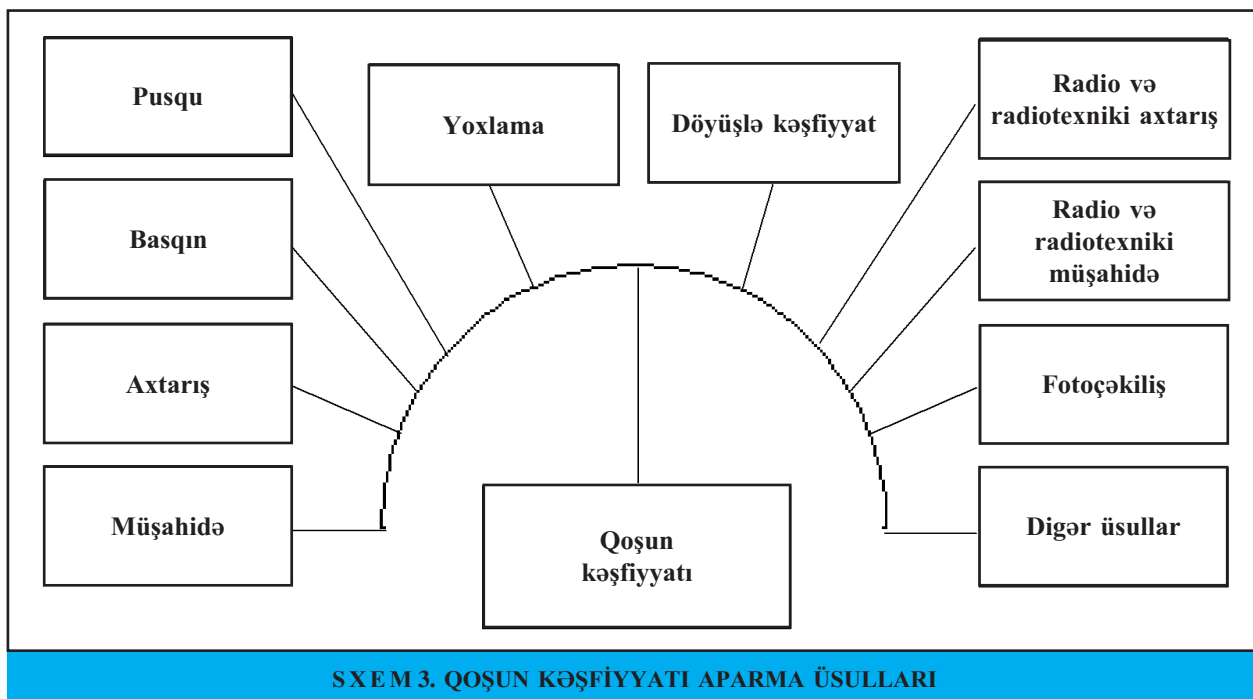 Pusqu
Yoxlama
Döyüşlə kəşfiyyat
Radio və
radiotexniki axtarış
Basqın
Radio və
radiotexniki
müşahidə
Axtarış
Fotoçəkiliş
Müşahidə
Qoşun
kəşfiyyatı
Digər üsullar
SXEM 3. QOŞUN KƏŞFİYYATI APARMA ÜSULLARI